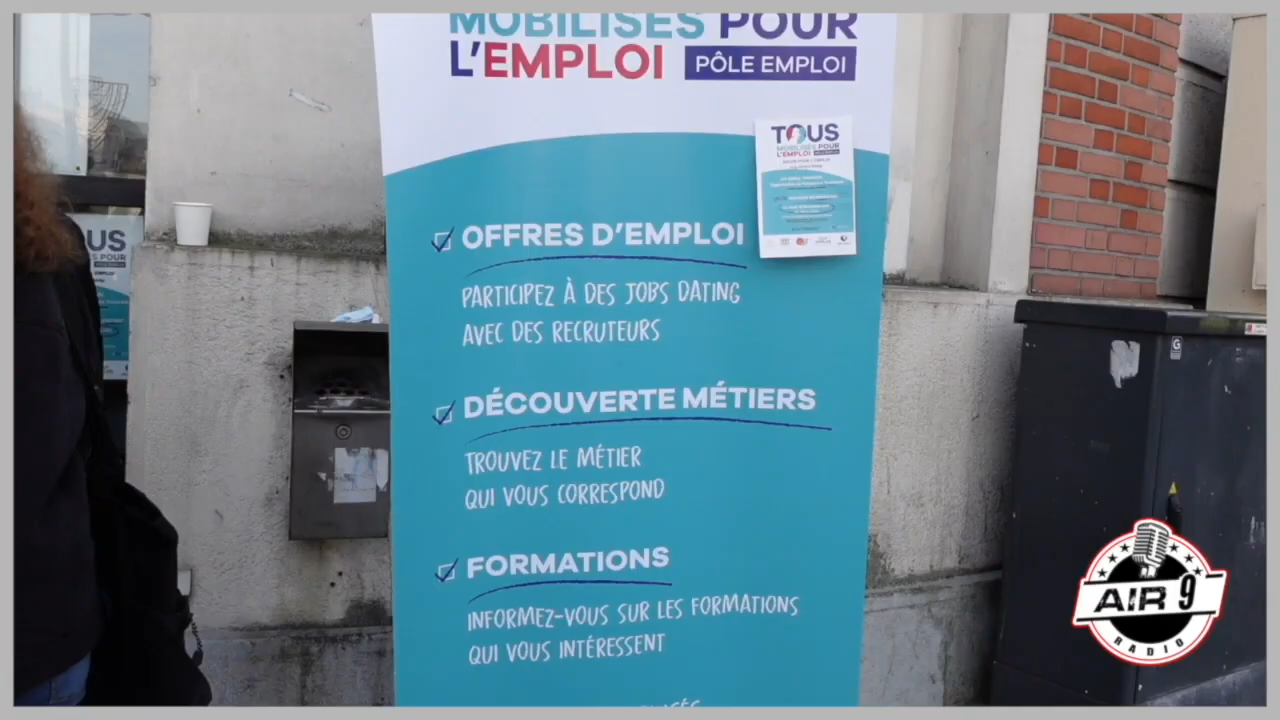 MOBILISÉS POUR
L'EMPLOI PÔLE EMPLOI
TOUS
MOBILISÉS POUR
L'EMPLOI
OFFRES D'EMPLOI
PARTICIPEZ À DES JOBS DATING
AVEC DES RECRUTEURS
DÉCOUVERTE MÉTIERS
TROUVEZ LE MÉTIER
QUI VOUS CORRESPOND
FORMATIONS
INFORMEZ-VOUS SUR LES FORMATIONS
QUI VOUS INTÉRESSENT
OUS
S POUR
G
AIR 9
RADIO